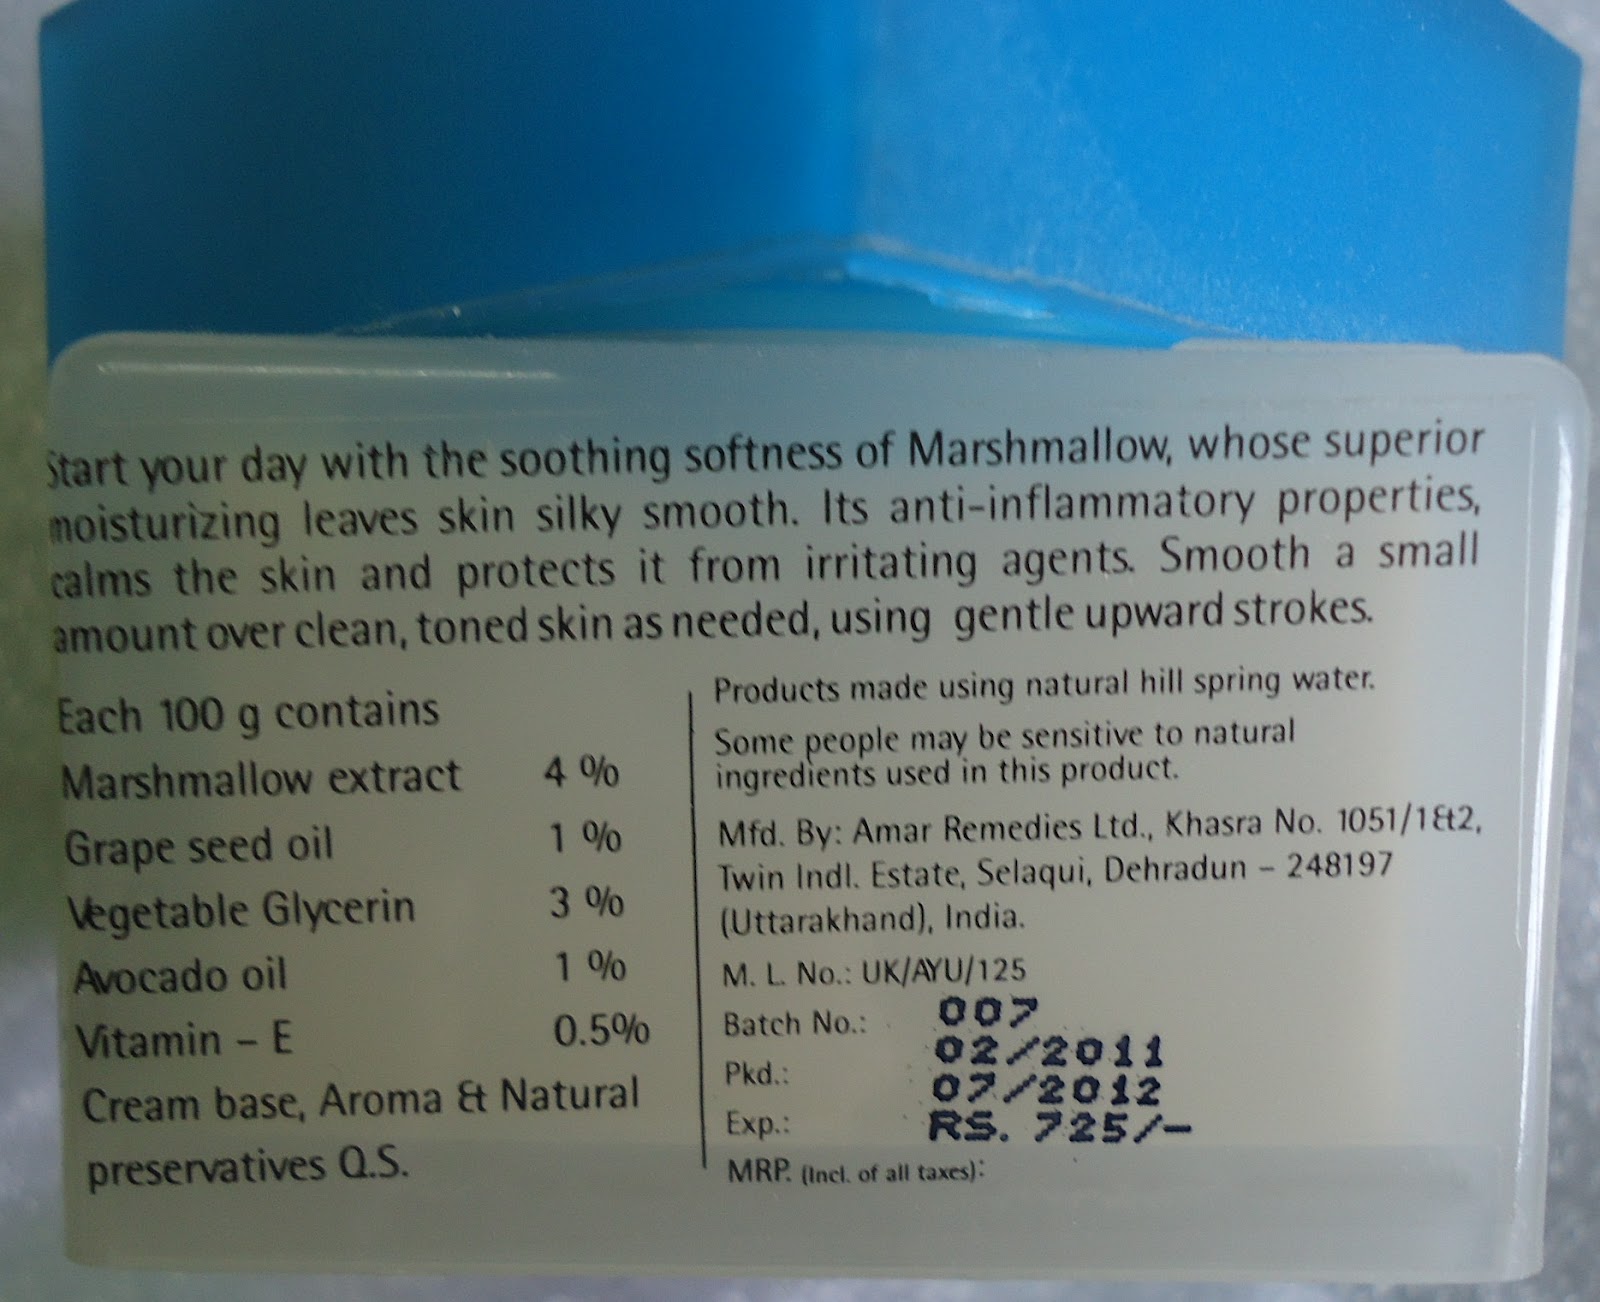 Start your day with the soothing softness of Marshmallow, whose superior
moisturizing leaves skin silky smooth. Its anti-inflammatory properties,
calms the skin and protects it from irritating agents. Smooth a small
amount over clean, toned skin as needed, using gentle upward strokes.
Each 100 g contains
Marshmallow extract 4 %
Grape seed oil 1 %
Vegetable Glycerin 3 %
Avocado oil 1 %
Vitamin - E 0.5%
Cream base, Aroma & Natural
preservatives Q.S.
Products made using natural hill spring water.
Some people may be sensitive to natural
ingredients used in this product.
Mfd. By: Amar Remedies Ltd., Khasra No. 1051/1&2,
Twin Indl. Estate, Selaqui, Dehradun - 248197
(Uttarakhand), India.
M. L. No.: UK/AYU/125
Batch No.: 007
Pkd.: 02/2011
Exp.: 07/2012
MRP. (Incl. of all taxes): RS. 725/-